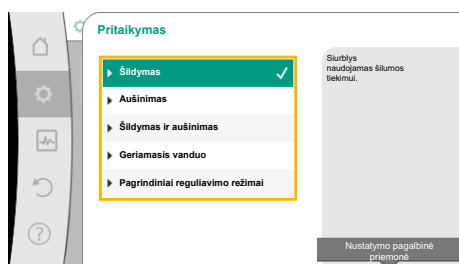 Pritaikymas
Šildymas
Aušinimas
Šildymas ir aušinimas
Geriamasis vanduo
Pagrindiniai reguliavimo režimai
Siurblys
naudojamas šilumos
tiekimui.
Nustatymo pagalbinė
priemonė